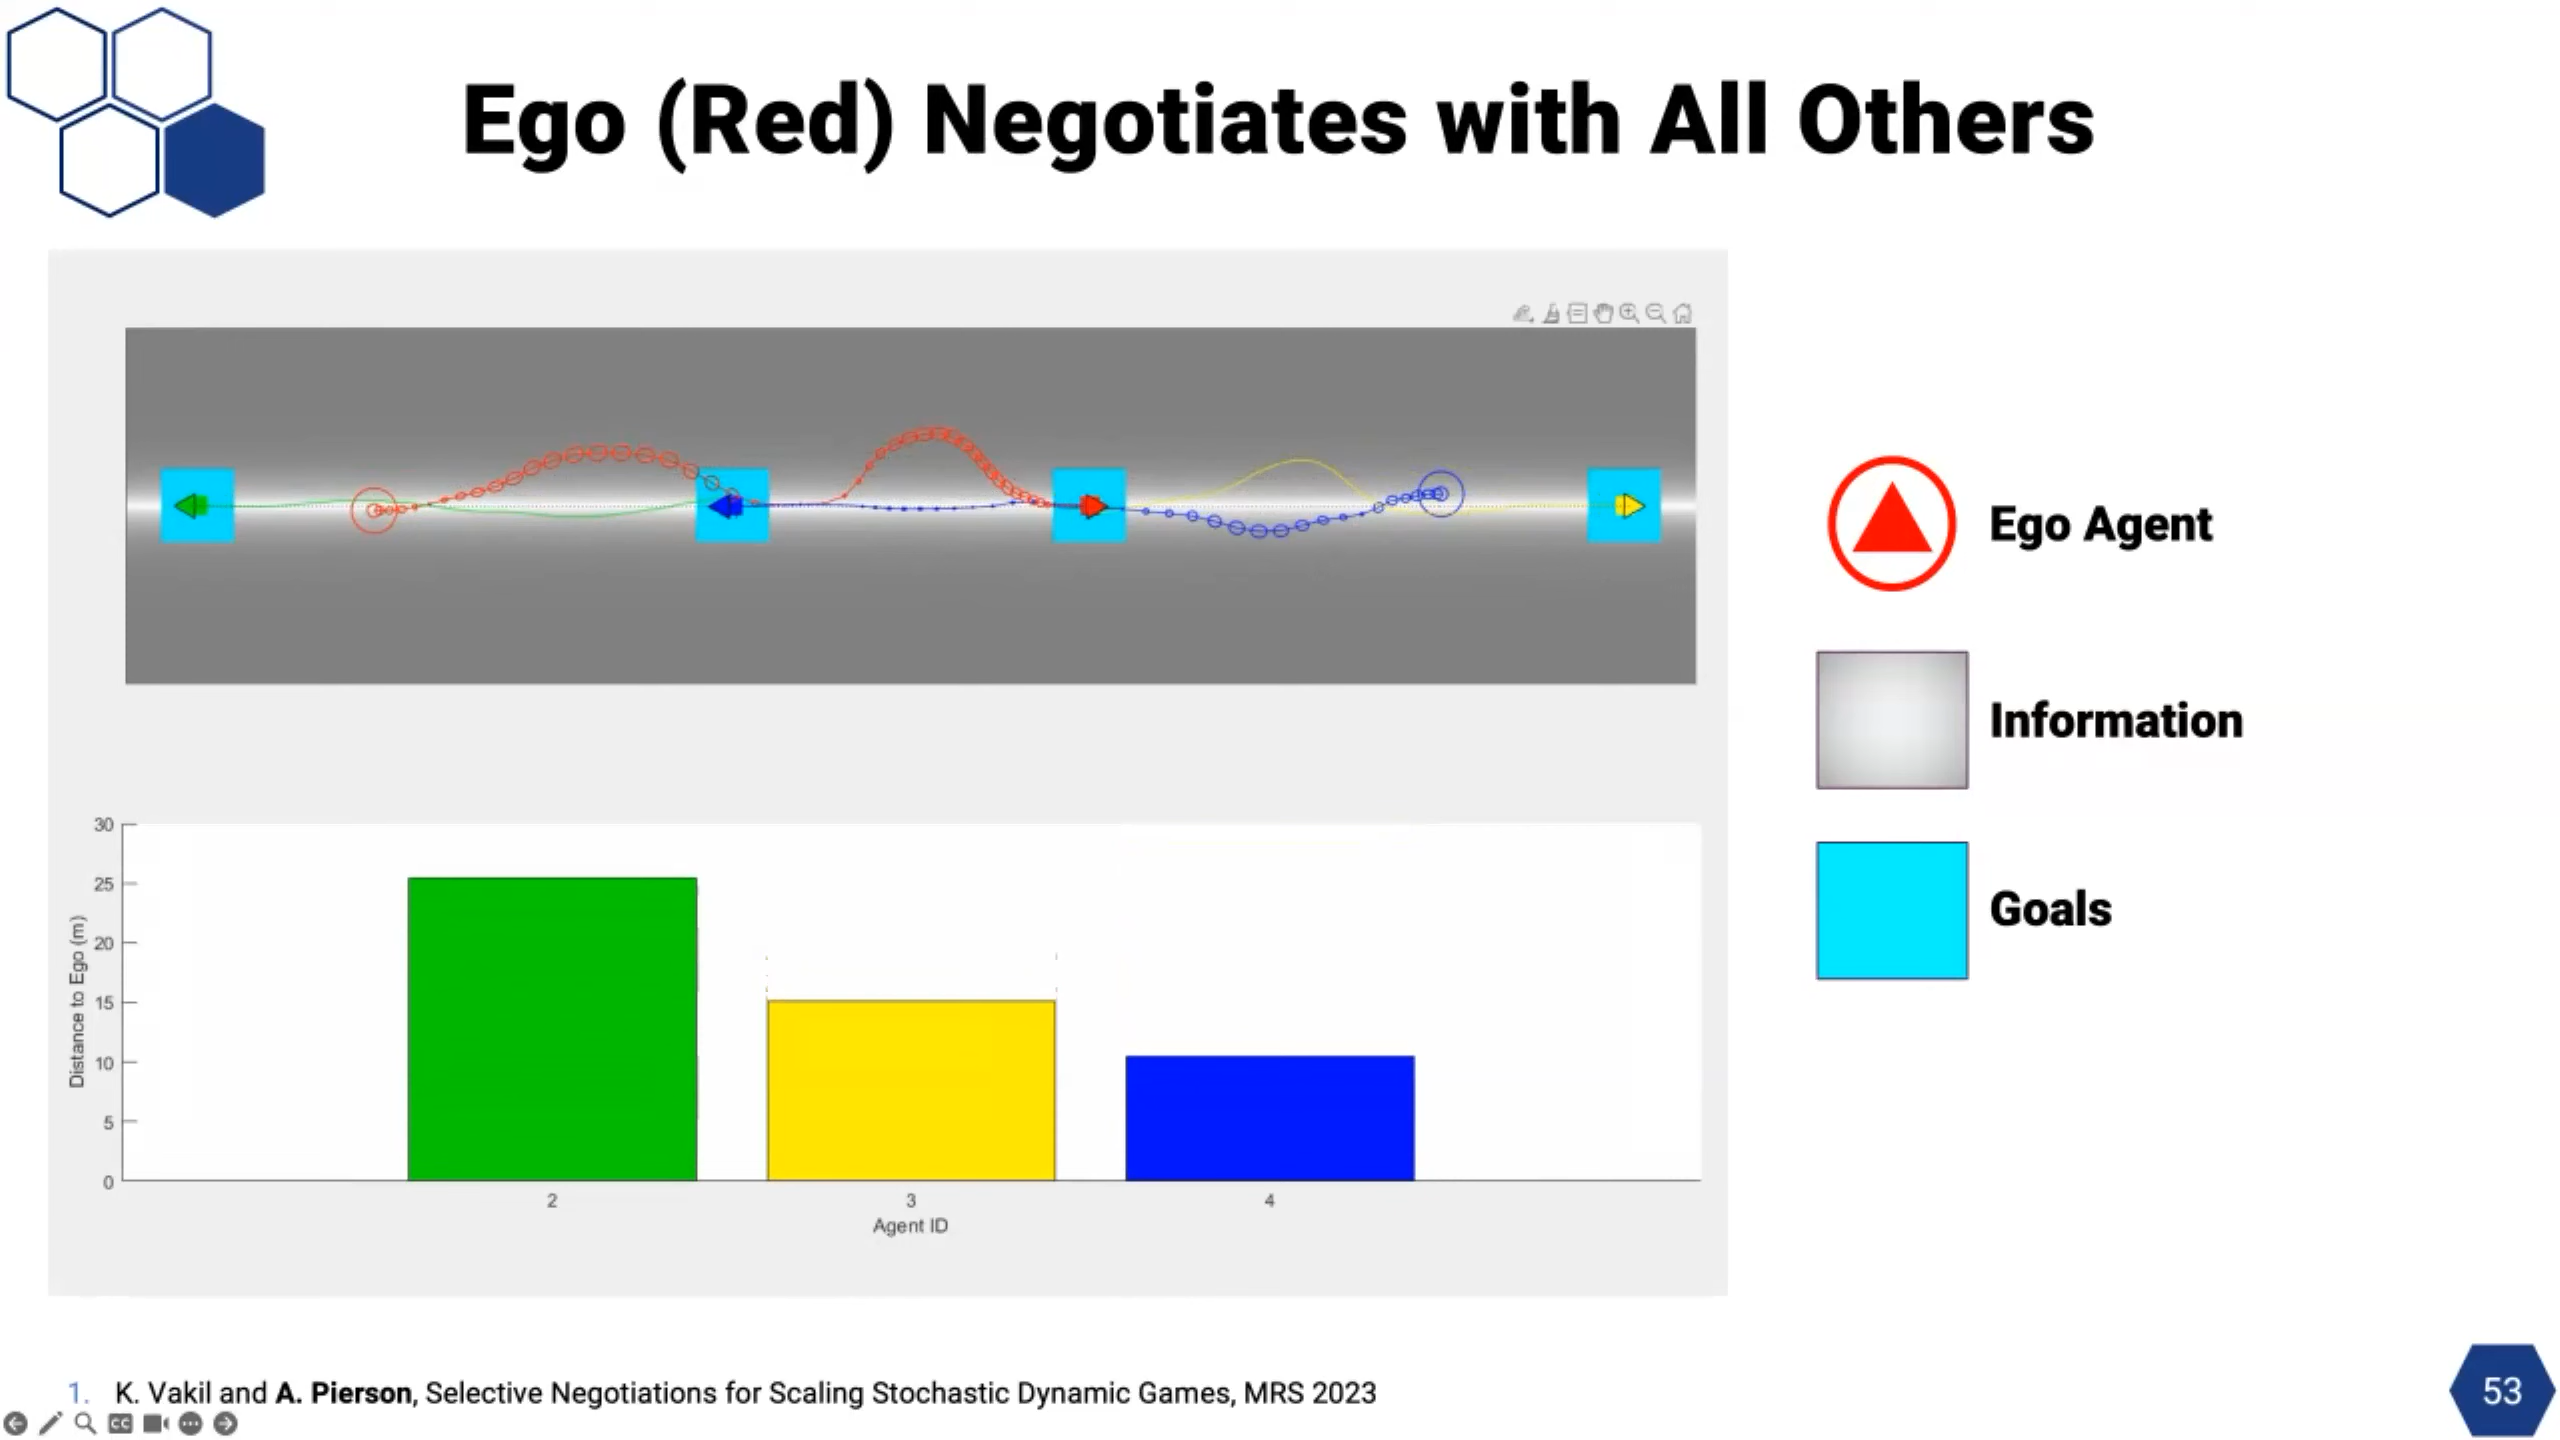 Ego (Red) Negotiates with All Others
Ego Agent
Information
Goals
30
25
20
15
10
5
0
Distance to Ego (m)
2 3 4
Agent ID
1. K. Vakil and A. Pierson, Selective Negotiations for Scaling Stochastic Dynamic Games, MRS 2023
CC
53